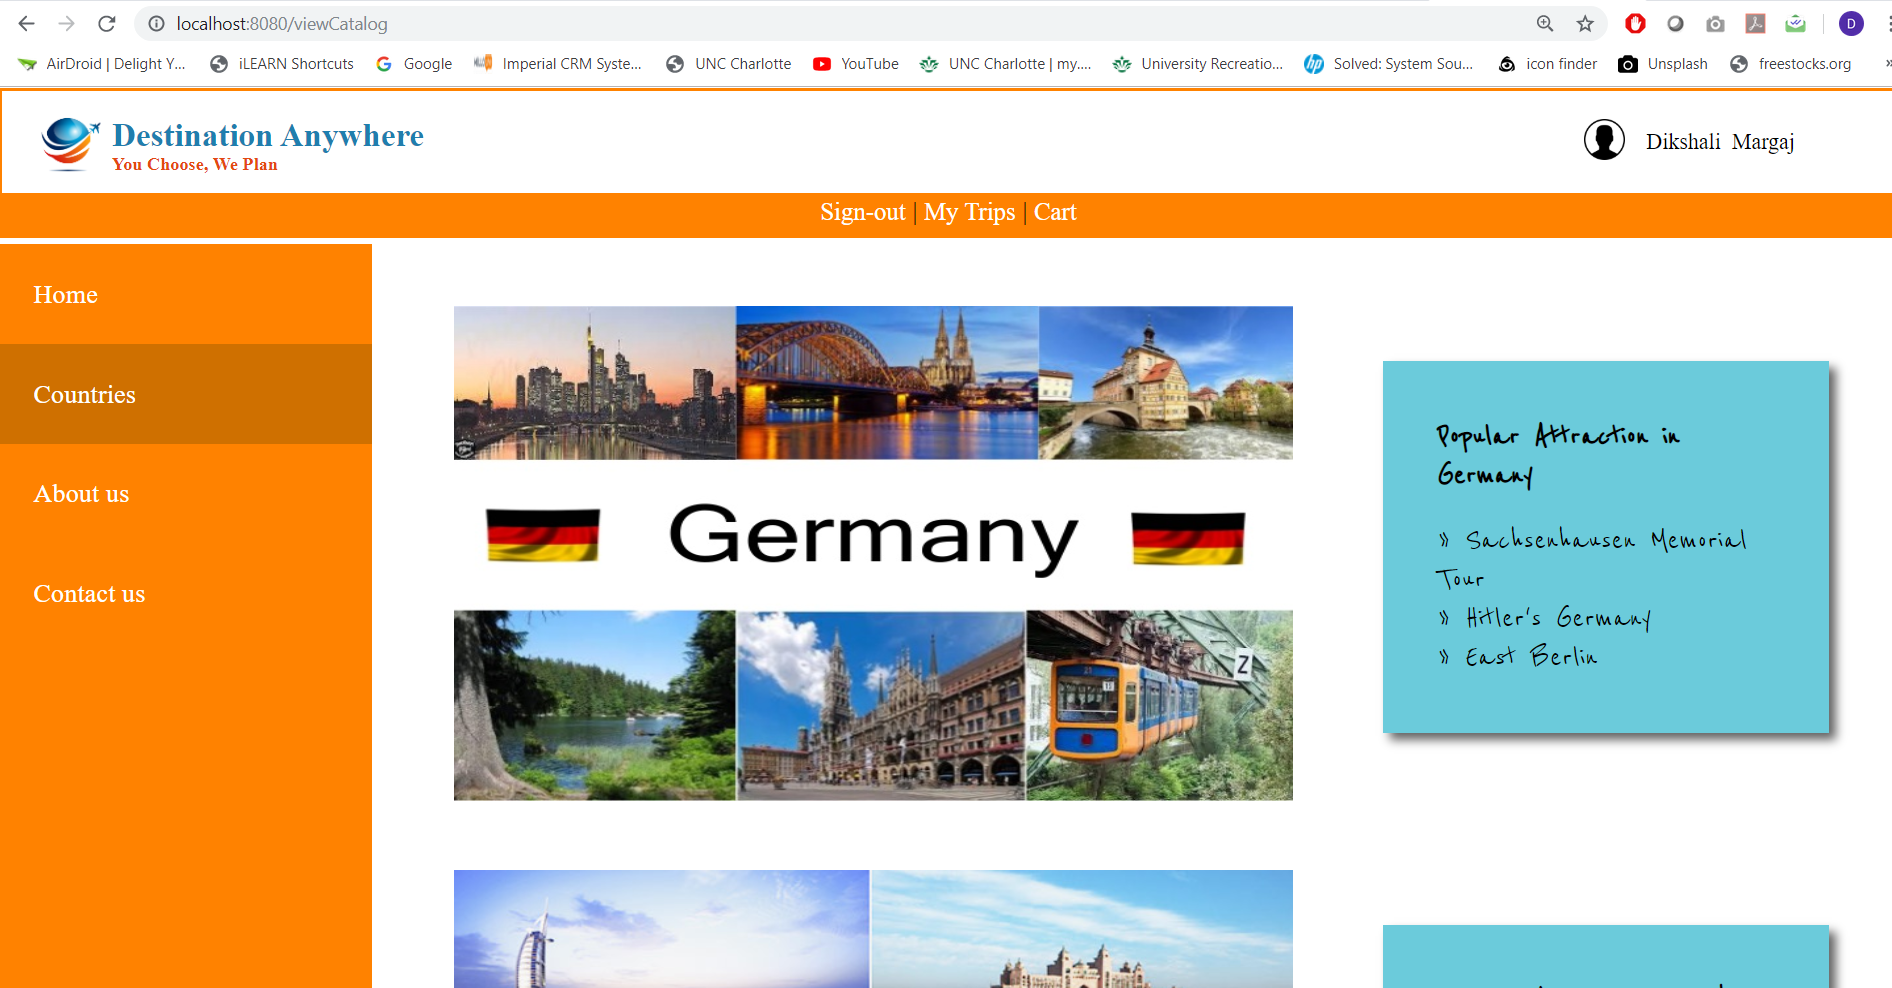 localhost:8080/viewCatalog
D
AirDroid | Delight Y...
iLEARN Shortcuts
Google
Imperial CRM Syste...
UNC Charlotte
YouTube
UNC Charlotte | my....
University Recreatio...
Solved: System Sou...
icon finder
Unsplash
freestocks.org
»
Destination Anywhere
You Choose, We Plan
Dikshali Margaj
Sign-out | My Trips | Cart
Home
Countries
About us
Contact us
Germany
21
Z
Popular Attraction in
Germany
» Sachsenhausen Memorial
Tour
» Hitler's Germany
» East Berlin